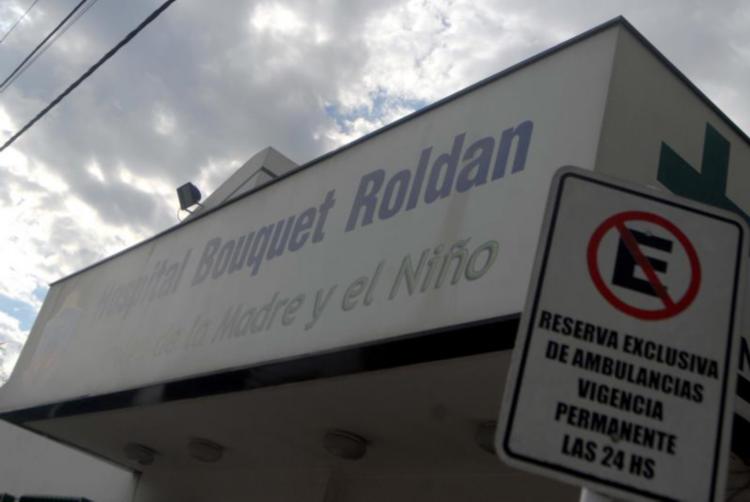 Hospital Bouquet Roldan
de la Madre y el Niño
E
RESERVA EXCLUSIVA
DE AMBULANCIAS
VIGENCIA
PERMANENTE
LAS 24 HS